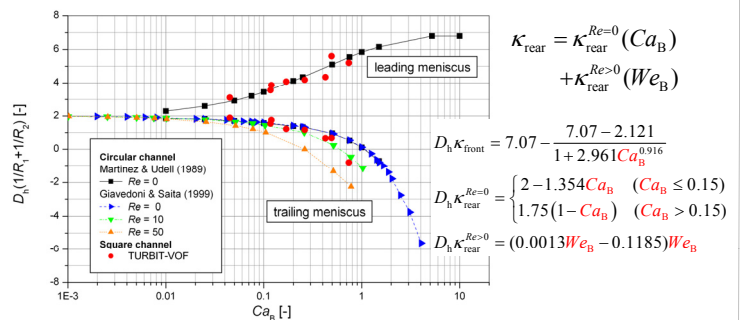 8
6
4
2
0
-2
-4
-6
-8
D_h(1/R_1+1/R_2) [-]
leading meniscus
trailing meniscus
Circular channel
Martinez & Udell (1989)
Re = 0
Giavedoni & Saita (1999)
Re = 0
Re = 10
Re = 50
Square channel
TURBIT-VOF
1E-3 0.01 0.1 1 10
Ca_B [-]
κ_rear = κ_rear^{Re=0}(Ca_B)
+κ_rear^{Re>0}(We_B)
D_h κ_front = 7.07 − (7.07 − 2.121) / (1 + 2.961Ca_B^{0.916})
D_h κ_rear^{Re=0} = { 2 − 1.354Ca_B (Ca_B ≤ 0.15)
1.75(1 − Ca_B) (Ca_B > 0.15)
D_h κ_rear^{Re>0} = (0.0013We_B − 0.1185)We_B